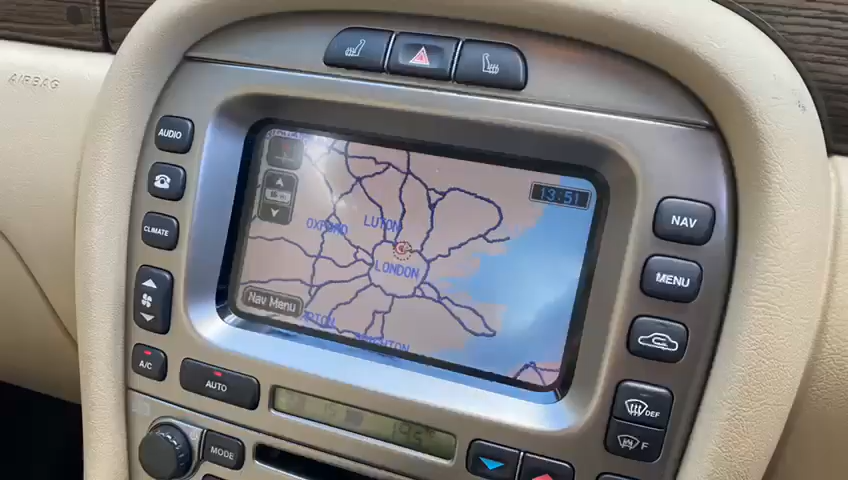 AIRBAG
AUDIO
13:51
OXFORD
LUTON
NAV
CLIMATE
LONDON
MENU
Nav Menu
A/C
AUTO
DEF
F
MODE